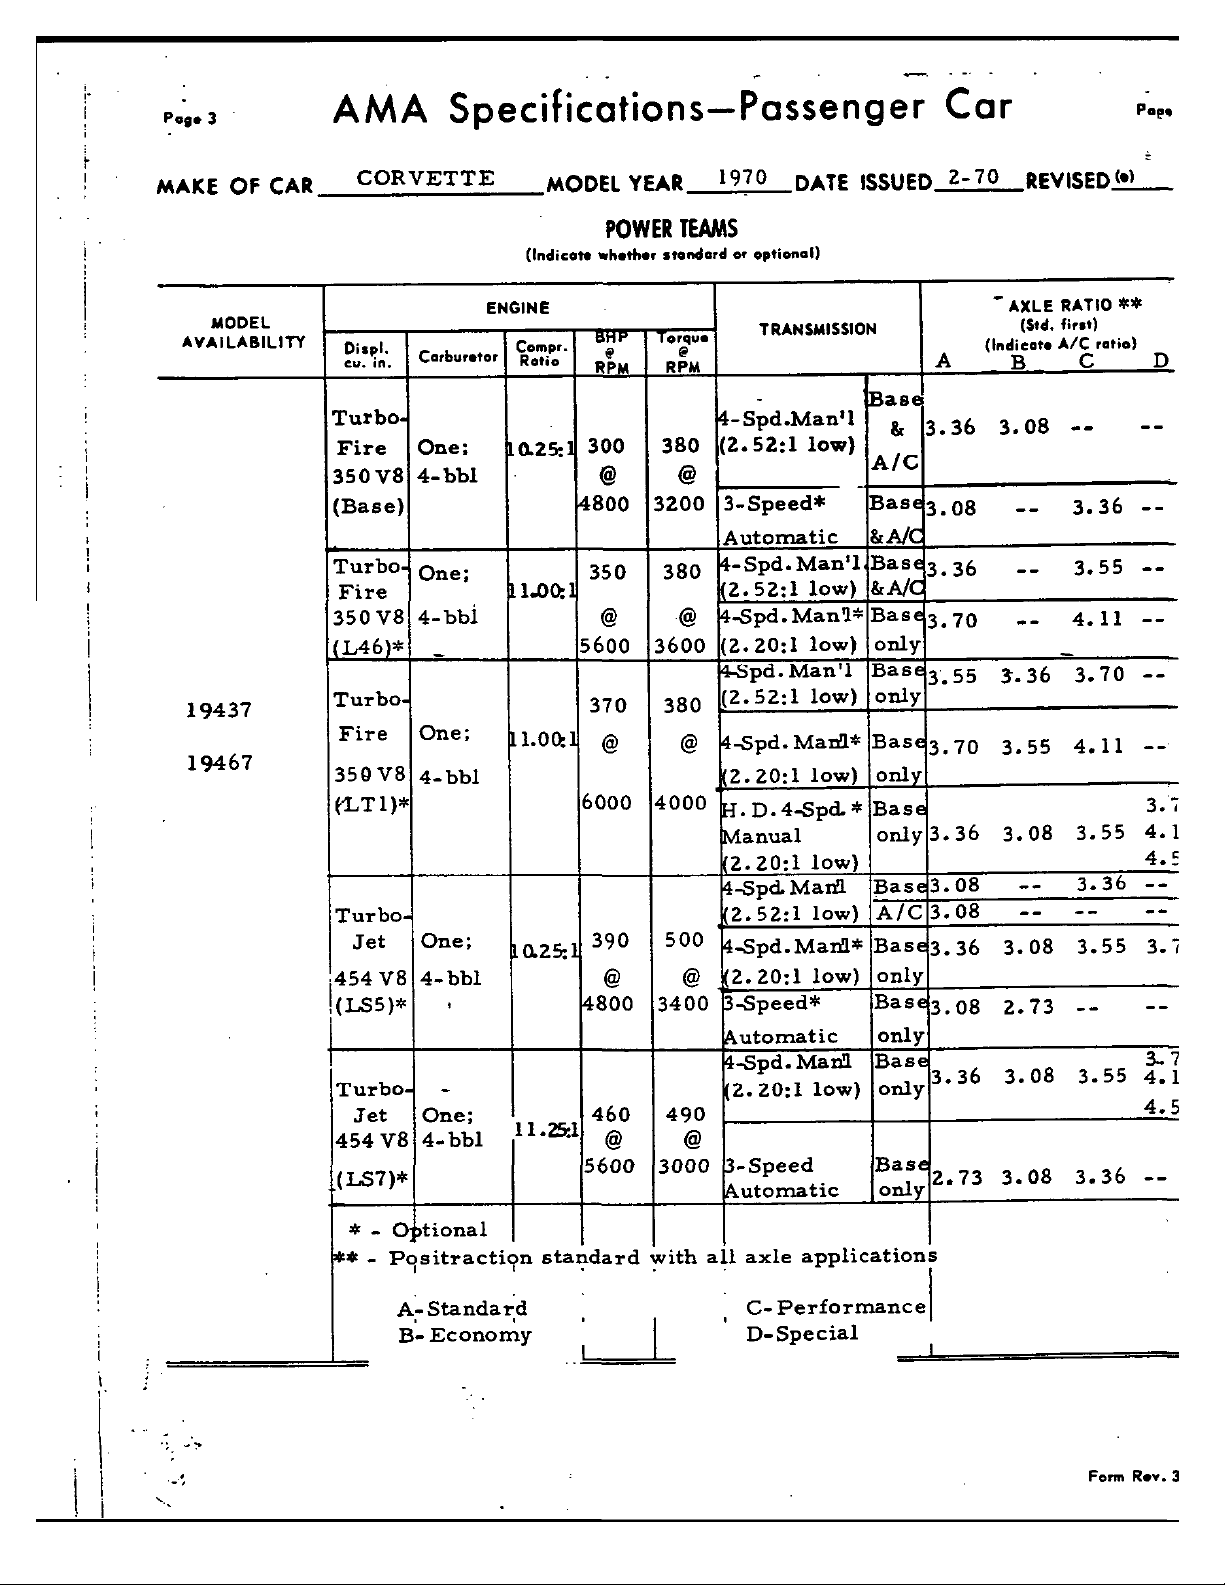 Page 3 AMA Specifications—Passenger Car Page
MAKE OF CAR CORVETTE MODEL YEAR 1970 DATE ISSUED 2-70 REVISED(•)
POWER TEAMS
(Indicate whether standard or optional)
MODEL AVAILABILITY
ENGINE
TRANSMISSION
AXLE RATIO **
(Std. first)
(Indicate A/C ratio)
Displ. cu. in.
Carburetor
Compr. Ratio
BHP @ RPM
Torque @ RPM
A B C D
19437
19467
Turbo-
Fire One; 10.25:1 300 380
350 V8 4-bbl @ @
(Base) 4800 3200
4-Spd.Man'l Base
(2.52:1 low) & 3.36 3.08 -- --
A/C
3-Speed* Base 3.08 -- 3.36 --
Automatic &A/C
Turbo- One; 350 380
Fire 11.00:1
350 V8 4-bbl @ @
(L46)* 5600 3600
4-Spd.Man'l Base 3.36 -- 3.55 --
(2.52:1 low) &A/C
4-Spd.Man'l* Base 3.70 -- 4.11 --
(2.20:1 low) only
Turbo- 370 380
Fire One; 11.00:1 @ @
350 V8 4-bbl
(LT1)* 6000 4000
4-Spd.Man'l Base 3.55 3.36 3.70 --
(2.52:1 low) only
4-Spd.Man'l* Base 3.70 3.55 4.11 --
(2.20:1 low) only
H.D.4-Spd.* Base 3.7
Manual only 3.36 3.08 3.55 4.1
(2.20:1 low) 4.5
Turbo-
Jet One; 10.25:1 390 500
454 V8 4-bbl @ @
(LS5)* 4800 3400
4-Spd.Man'l Base 3.08 -- 3.36 --
(2.52:1 low) A/C 3.08 -- -- --
4-Spd.Man'l* Base 3.36 3.08 3.55 3.7
(2.20:1 low) only
3-Speed* Base 3.08 2.73 -- --
Automatic only
Turbo-
Jet One; 11.25:1 460 490
454 V8 4-bbl @ @
(LS7)* 5600 3000
4-Spd.Man'l Base 3.7
(2.20:1 low) only 3.36 3.08 3.55 4.1
4.5
3-Speed Base 2.73 3.08 3.36 --
Automatic only
* - Optional
** - Positraction standard with all axle applications
A-Standard C-Performance
B-Economy D-Special
Form Rev. 3